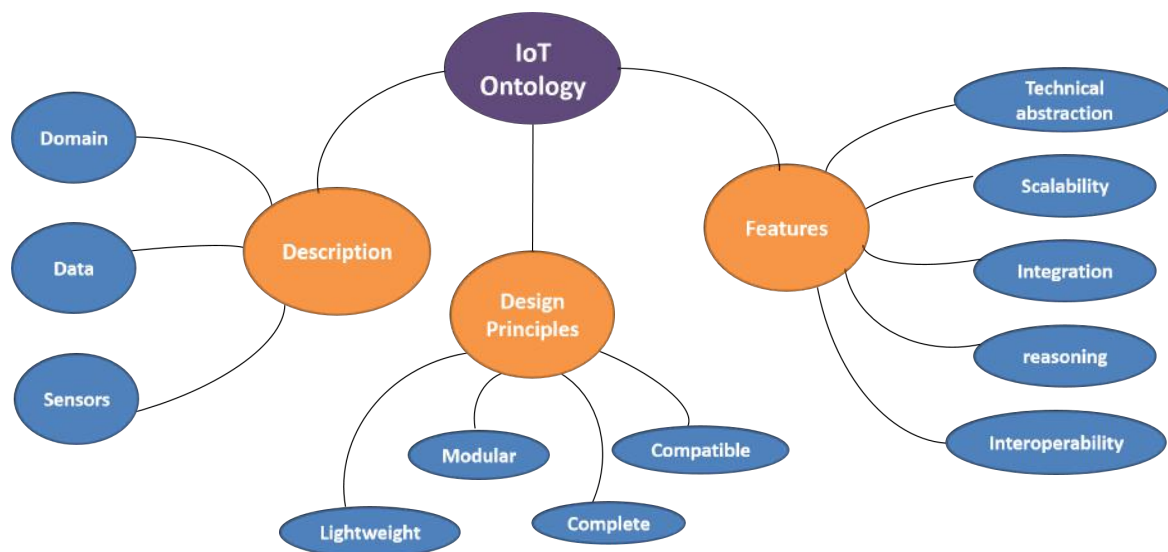 IoT
Ontology
Domain
Data
Sensors
Description
Design
Principles
Lightweight
Modular
Complete
Compatible
Features
Technical
abstraction
Scalability
Integration
reasoning
Interoperability